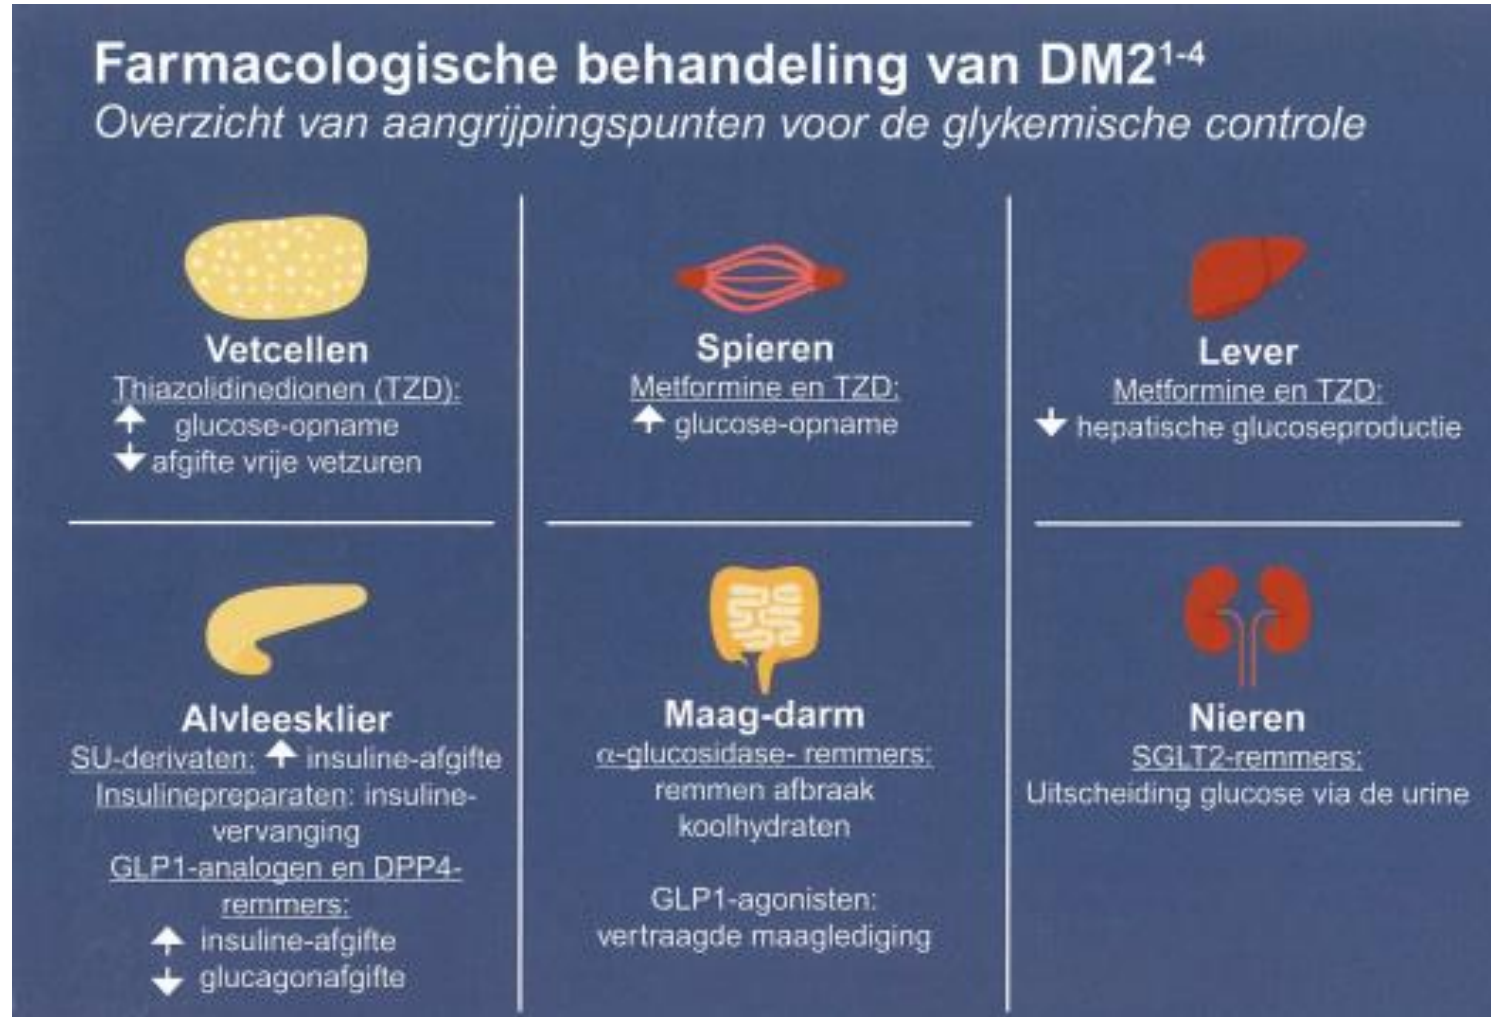 Farmacologische behandeling van DM2¹⁻⁴
Overzicht van aangrijpingspunten voor de glykemische controle
Vetcellen
Thiazolidinedionen (TZD):
↑ glucose-opname
↓ afgifte vrije vetzuren
Spieren
Metformine en TZD:
↑ glucose-opname
Lever
Metformine en TZD:
↓ hepatische glucoseproductie
Alvleesklier
SU-derivaten: ↑ insuline-afgifte
Insulinepreparaten: insuline-
vervanging
GLP1-analogen en DPP4-
remmers:
↑ insuline-afgifte
↓ glucagonafgifte
Maag-darm
α-glucosidase- remmers:
remmen afbraak
koolhydraten
GLP1-agonisten:
vertraagde maaglediging
Nieren
SGLT2-remmers:
Uitscheiding glucose via de urine